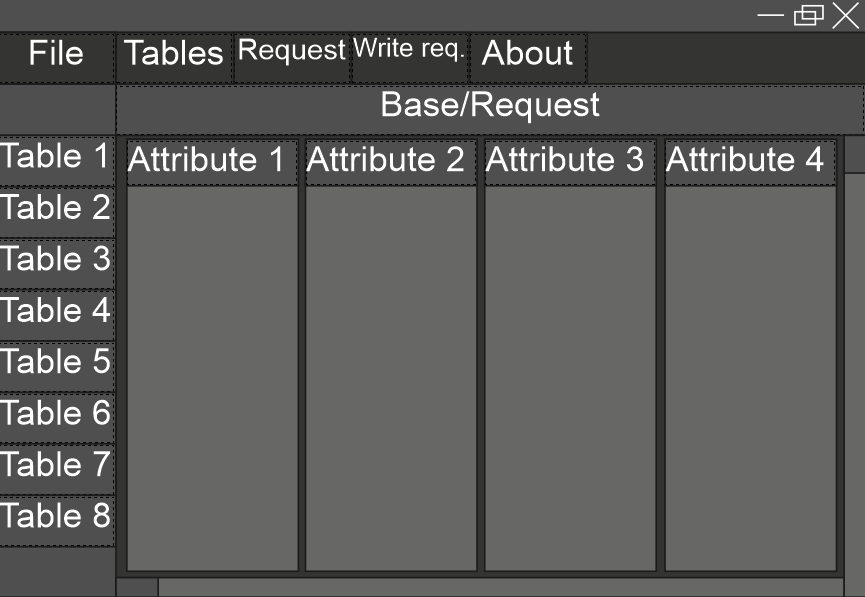 File Tables Request Write req. About
Base/Request
Attribute 1 Attribute 2 Attribute 3 Attribute 4
Table 1
Table 2
Table 3
Table 4
Table 5
Table 6
Table 7
Table 8